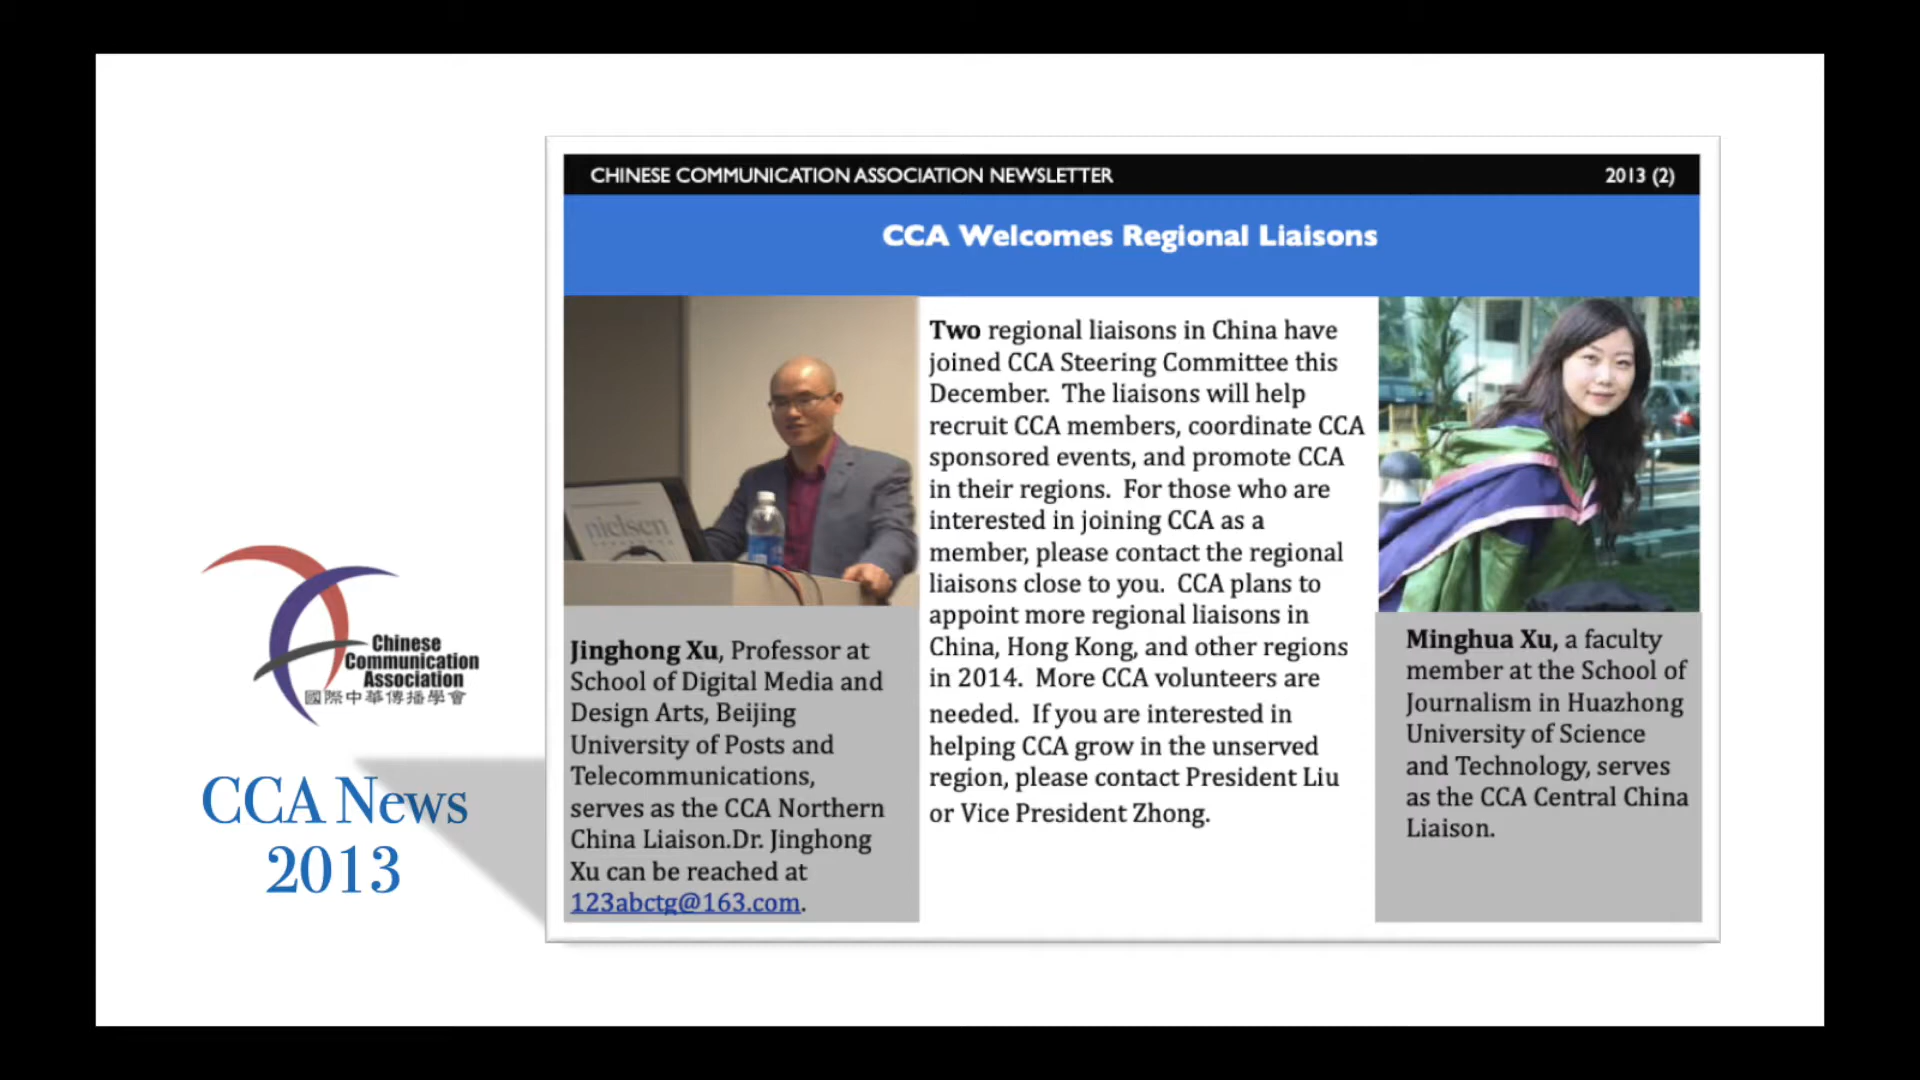 CHINESE COMMUNICATION ASSOCIATION NEWSLETTER 2013 (2)
CCA Welcomes Regional Liaisons
nielsen
Jinghong Xu, Professor at
School of Digital Media and
Design Arts, Beijing
University of Posts and
Telecommunications,
serves as the CCA Northern
China Liaison.Dr. Jinghong
Xu can be reached at
123abctg@163.com.
Two regional liaisons in China have
joined CCA Steering Committee this
December. The liaisons will help
recruit CCA members, coordinate CCA
sponsored events, and promote CCA
in their regions. For those who are
interested in joining CCA as a
member, please contact the regional
liaisons close to you. CCA plans to
appoint more regional liaisons in
China, Hong Kong, and other regions
in 2014. More CCA volunteers are
needed. If you are interested in
helping CCA grow in the unserved
region, please contact President Liu
or Vice President Zhong.
Minghua Xu, a faculty
member at the School of
Journalism in Huazhong
University of Science
and Technology, serves
as the CCA Central China
Liaison.
Chinese
Communication
Association
國際中華傳播學會
CCA News
2013